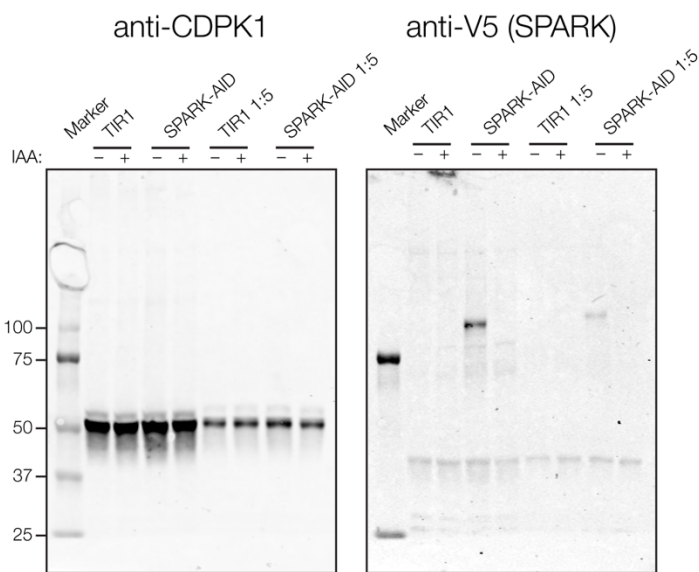 anti-CDPK1
anti-V5 (SPARK)
Marker
TIR1
SPARK-AID
TIR1 1:5
SPARK-AID 1:5
Marker
TIR1
SPARK-AID
TIR1 1:5
SPARK-AID 1:5
IAA: – + – + – + – +
– + – + – + – +
100
75
50
37
25